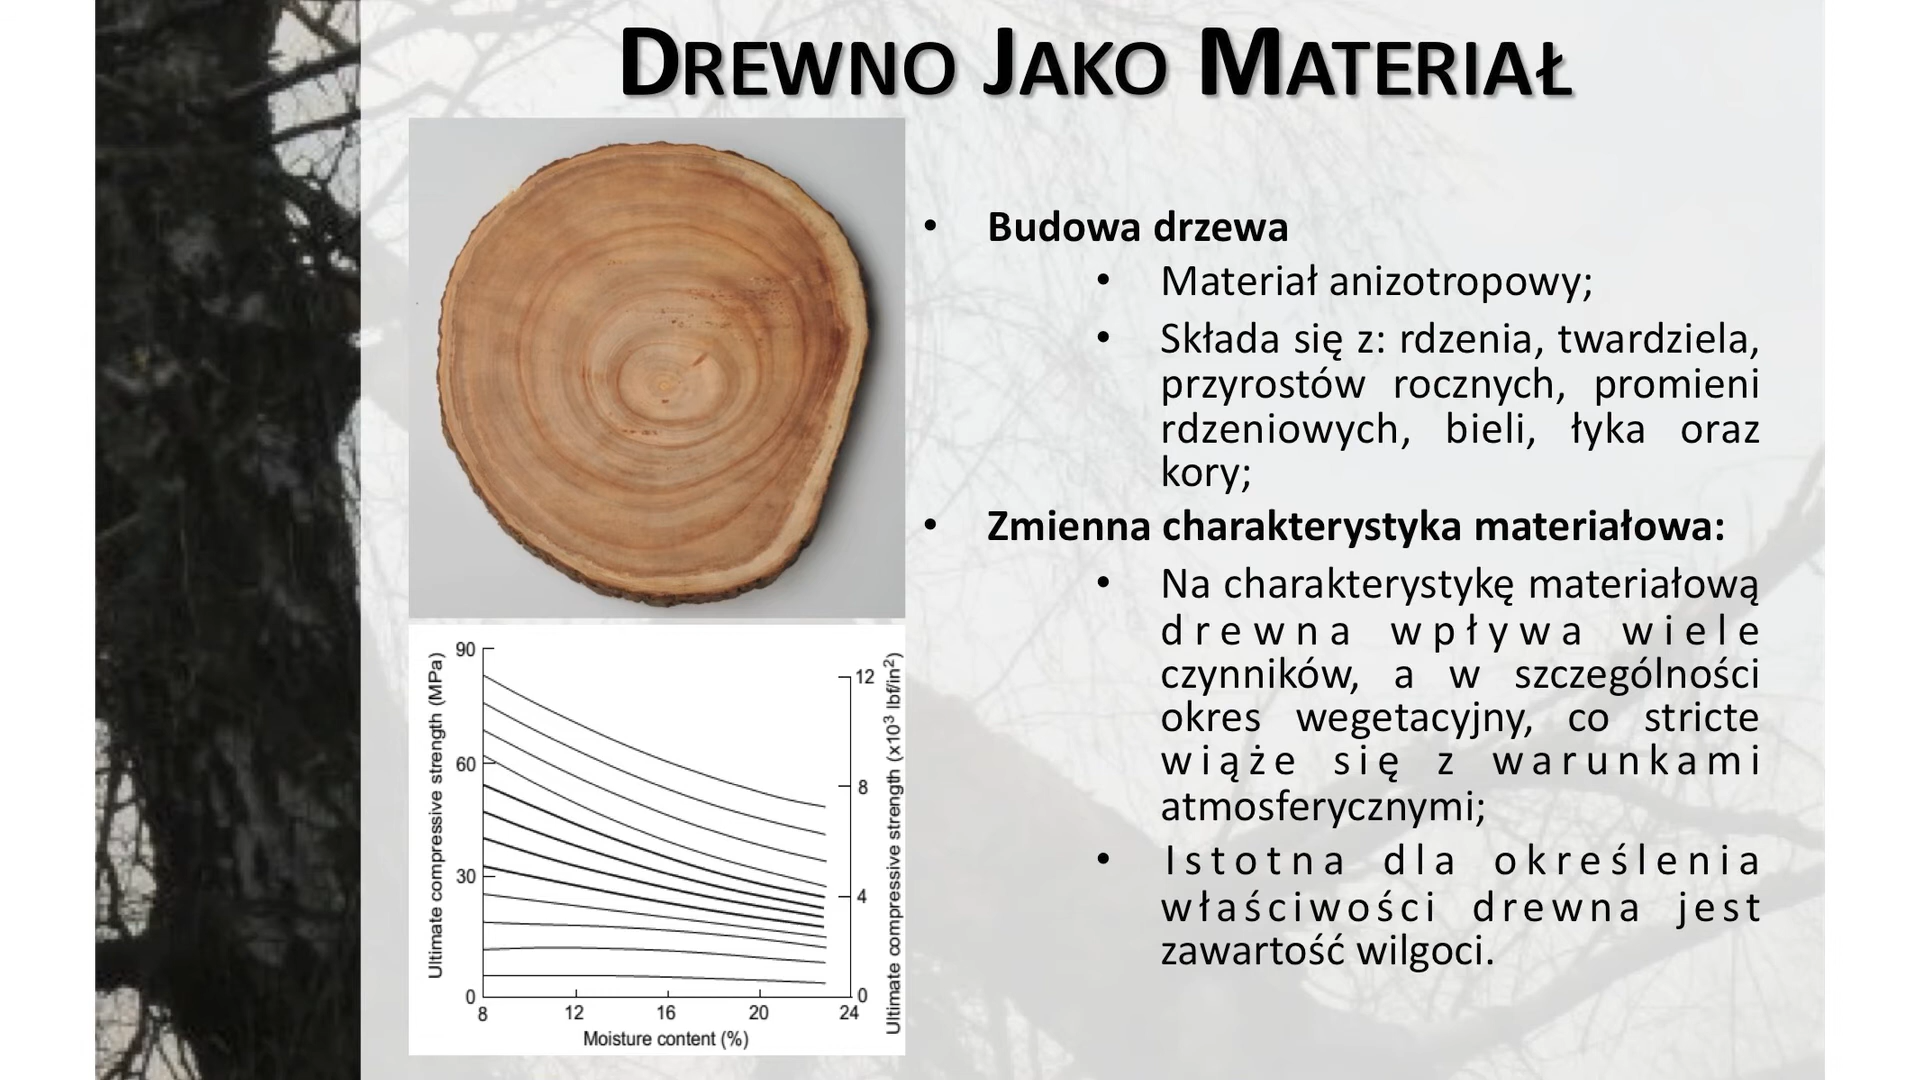 DREWNO JAKO MATERIAŁ
• Budowa drzewa
• Materiał anizotropowy;
• Składa się z: rdzenia, twardziela,
przyrostów rocznych, promieni
rdzeniowych, bieli, łyka oraz
kory;
• Zmienna charakterystyka materiałowa:
• Na charakterystykę materiałową
drewna wpływa wiele
czynników, a w szczególności
okres wegetacyjny, co stricte
wiąże się z warunkami
atmosferycznymi;
• Istotna dla określenia
właściwości drewna jest
zawartość wilgoci.
Ultimate compressive strength (MPa)
90
60
30
0
8 12 16 20 24
Moisture content (%)
12
8
4
0
Ultimate compressive strength (x10³ lbf/in²)